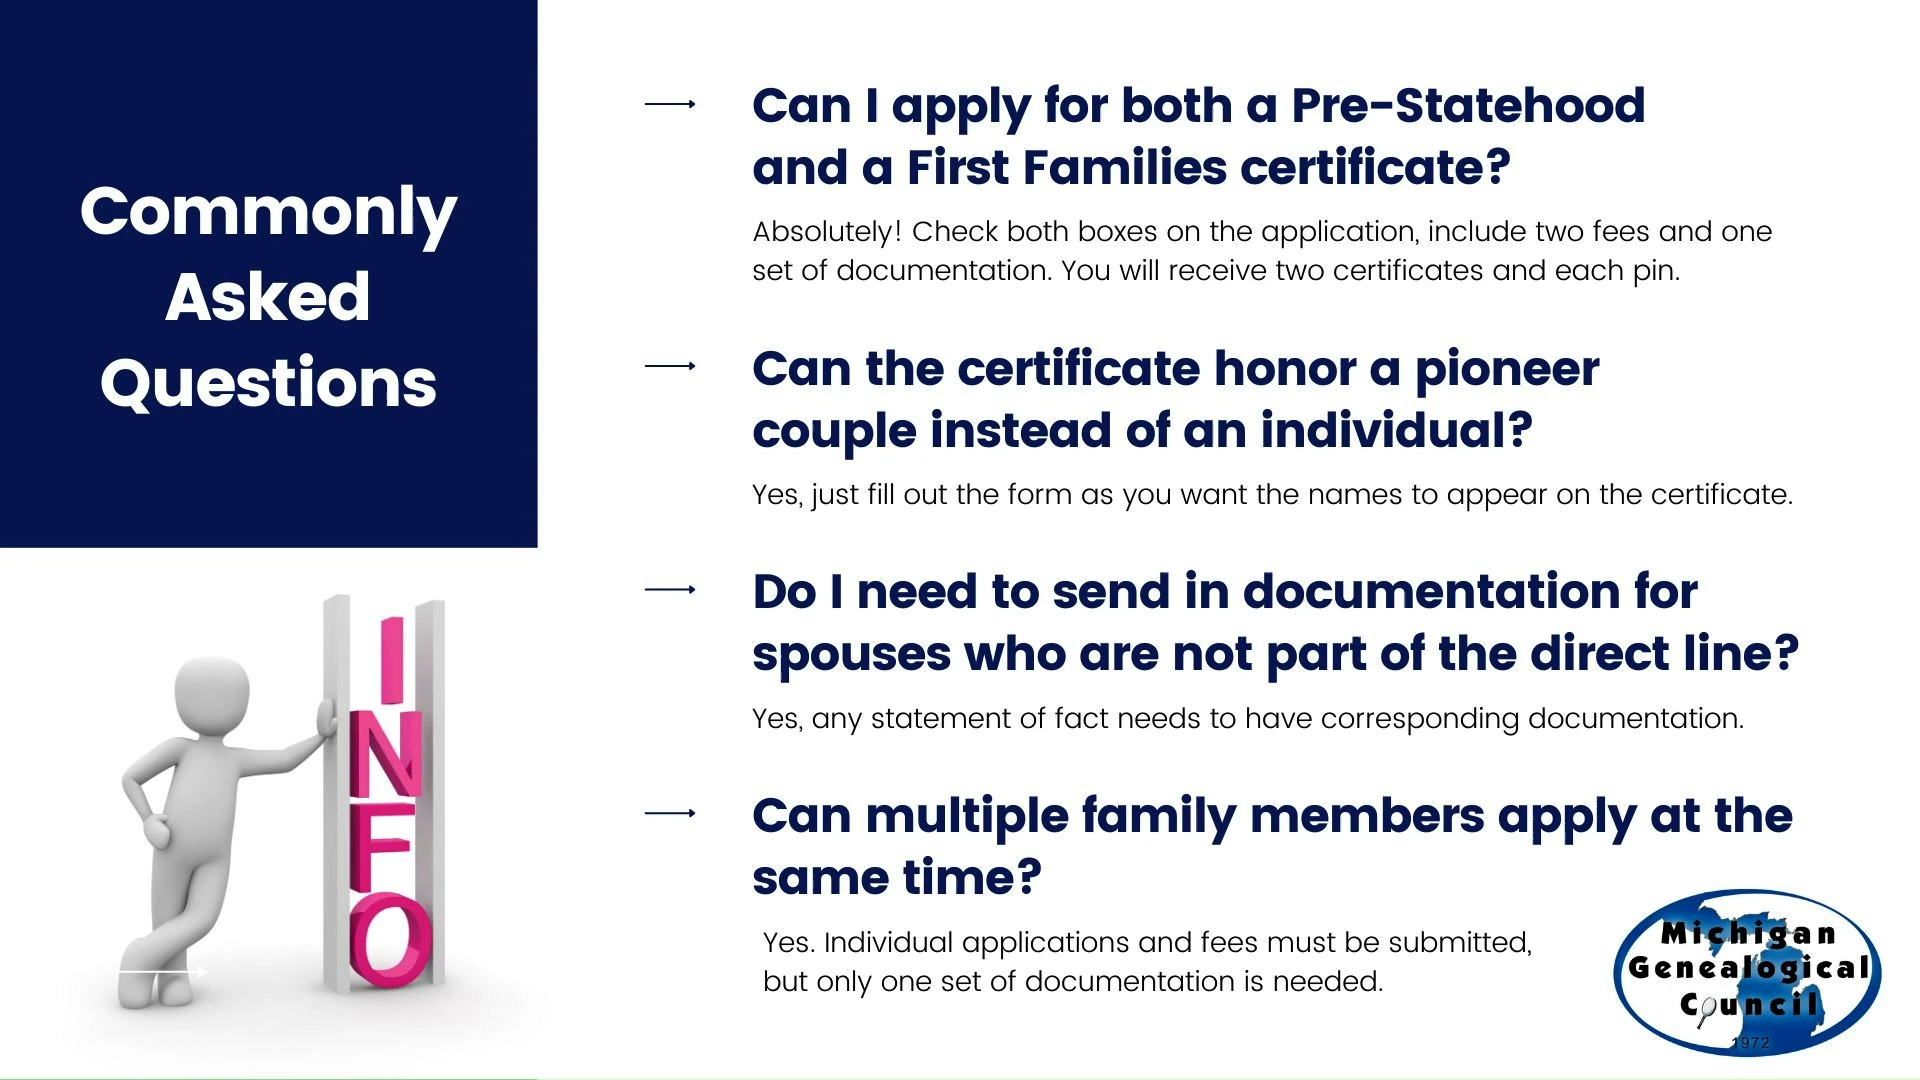 Commonly
Asked
Questions
Can I apply for both a Pre-Statehood
and a First Families certificate?
Absolutely! Check both boxes on the application, include two fees and one
set of documentation. You will receive two certificates and each pin.
Can the certificate honor a pioneer
couple instead of an individual?
Yes, just fill out the form as you want the names to appear on the certificate.
Do I need to send in documentation for
spouses who are not part of the direct line?
Yes, any statement of fact needs to have corresponding documentation.
Can multiple family members apply at the
same time?
Yes. Individual applications and fees must be submitted,
but only one set of documentation is needed.
INFO
Michigan
Genealogical
Council
1972